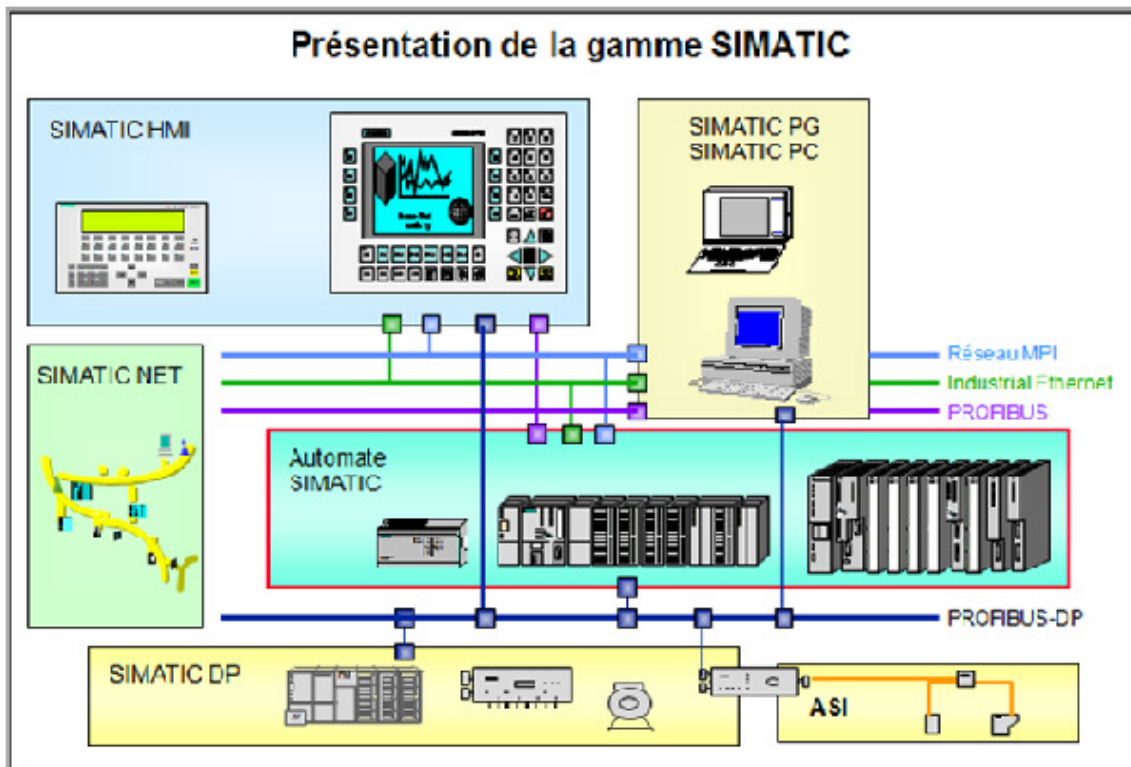 Présentation de la gamme SIMATIC
SIMATIC HMI
SIMATIC PG
SIMATIC PC
SIMATIC NET
Réseau MPI
Industrial Ethernet
PROFIBUS
Automate
SIMATIC
PROFIBUS-DP
SIMATIC DP
ASI